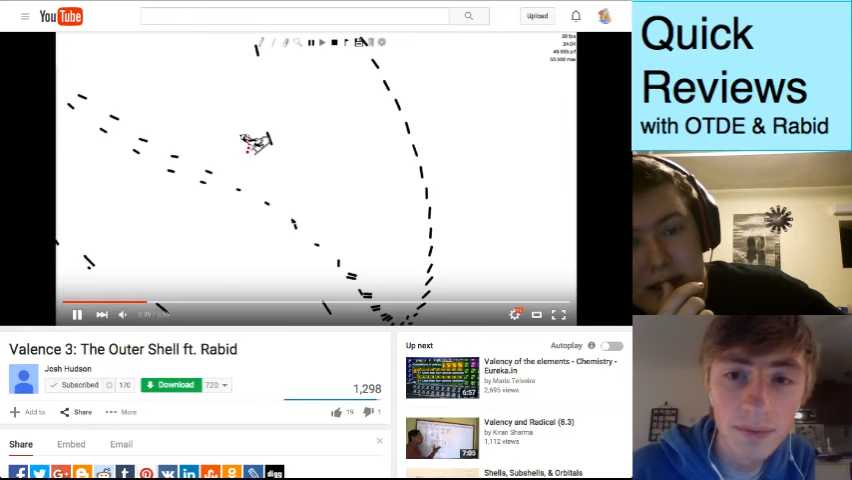 YouTube
Upload
Quick
Reviews
with OTDE & Rabid
Valence 3: The Outer Shell ft. Rabid
Josh Hudson
Subscribed 170
Download 720
1,298
Add to Share More
19 1
Share Embed Email
digg
Up next
Autoplay
Valency of the elements - Chemistry -
Eureka.in
by Maria Teixeira
2,695 views
6:57
Valency and Radical (8.3)
by Kiran Sharma
1,112 views
7:05
Shells, Subshells, & Orbitals